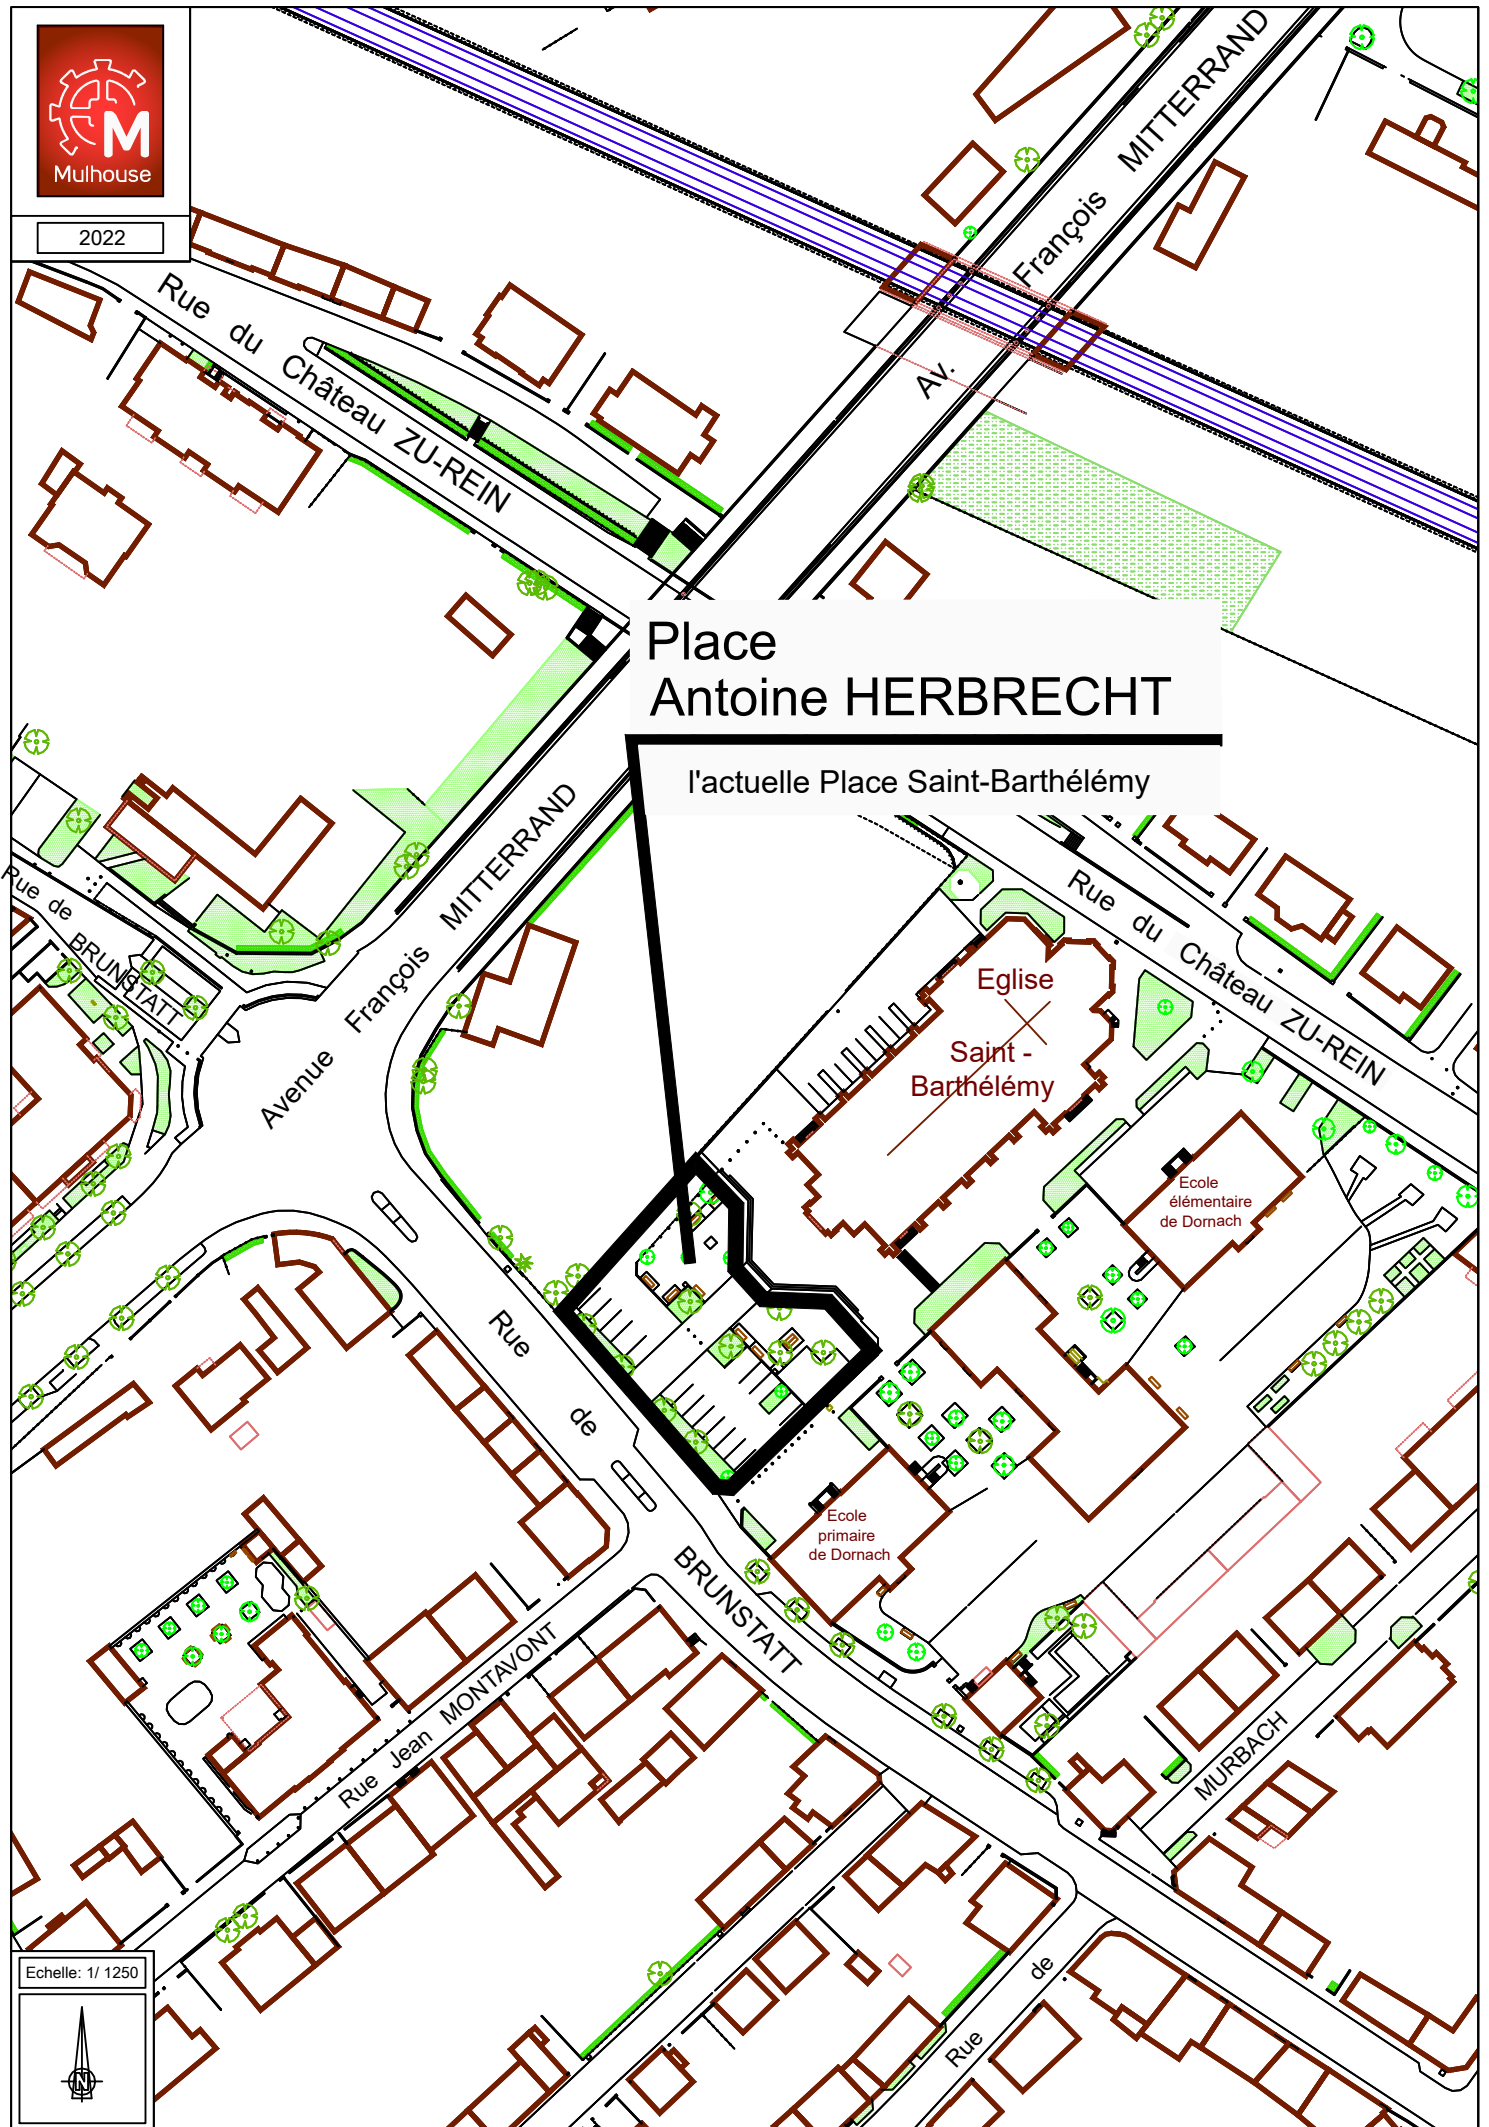 M
Mulhouse
2022
Rue du Château ZU-REIN
Av. François MITTERRAND
Place
Antoine HERBRECHT
l'actuelle Place Saint-Barthélémy
Avenue François MITTERRAND
Rue de BRUNSTATT
Rue du Château ZU-REIN
Eglise
Saint -
Barthélémy
Ecole
élémentaire
de Dornach
Rue de BRUNSTATT
Ecole
primaire
de Dornach
Rue Jean MONTAVONT
Rue de MURBACH
Echelle: 1/ 1250
N